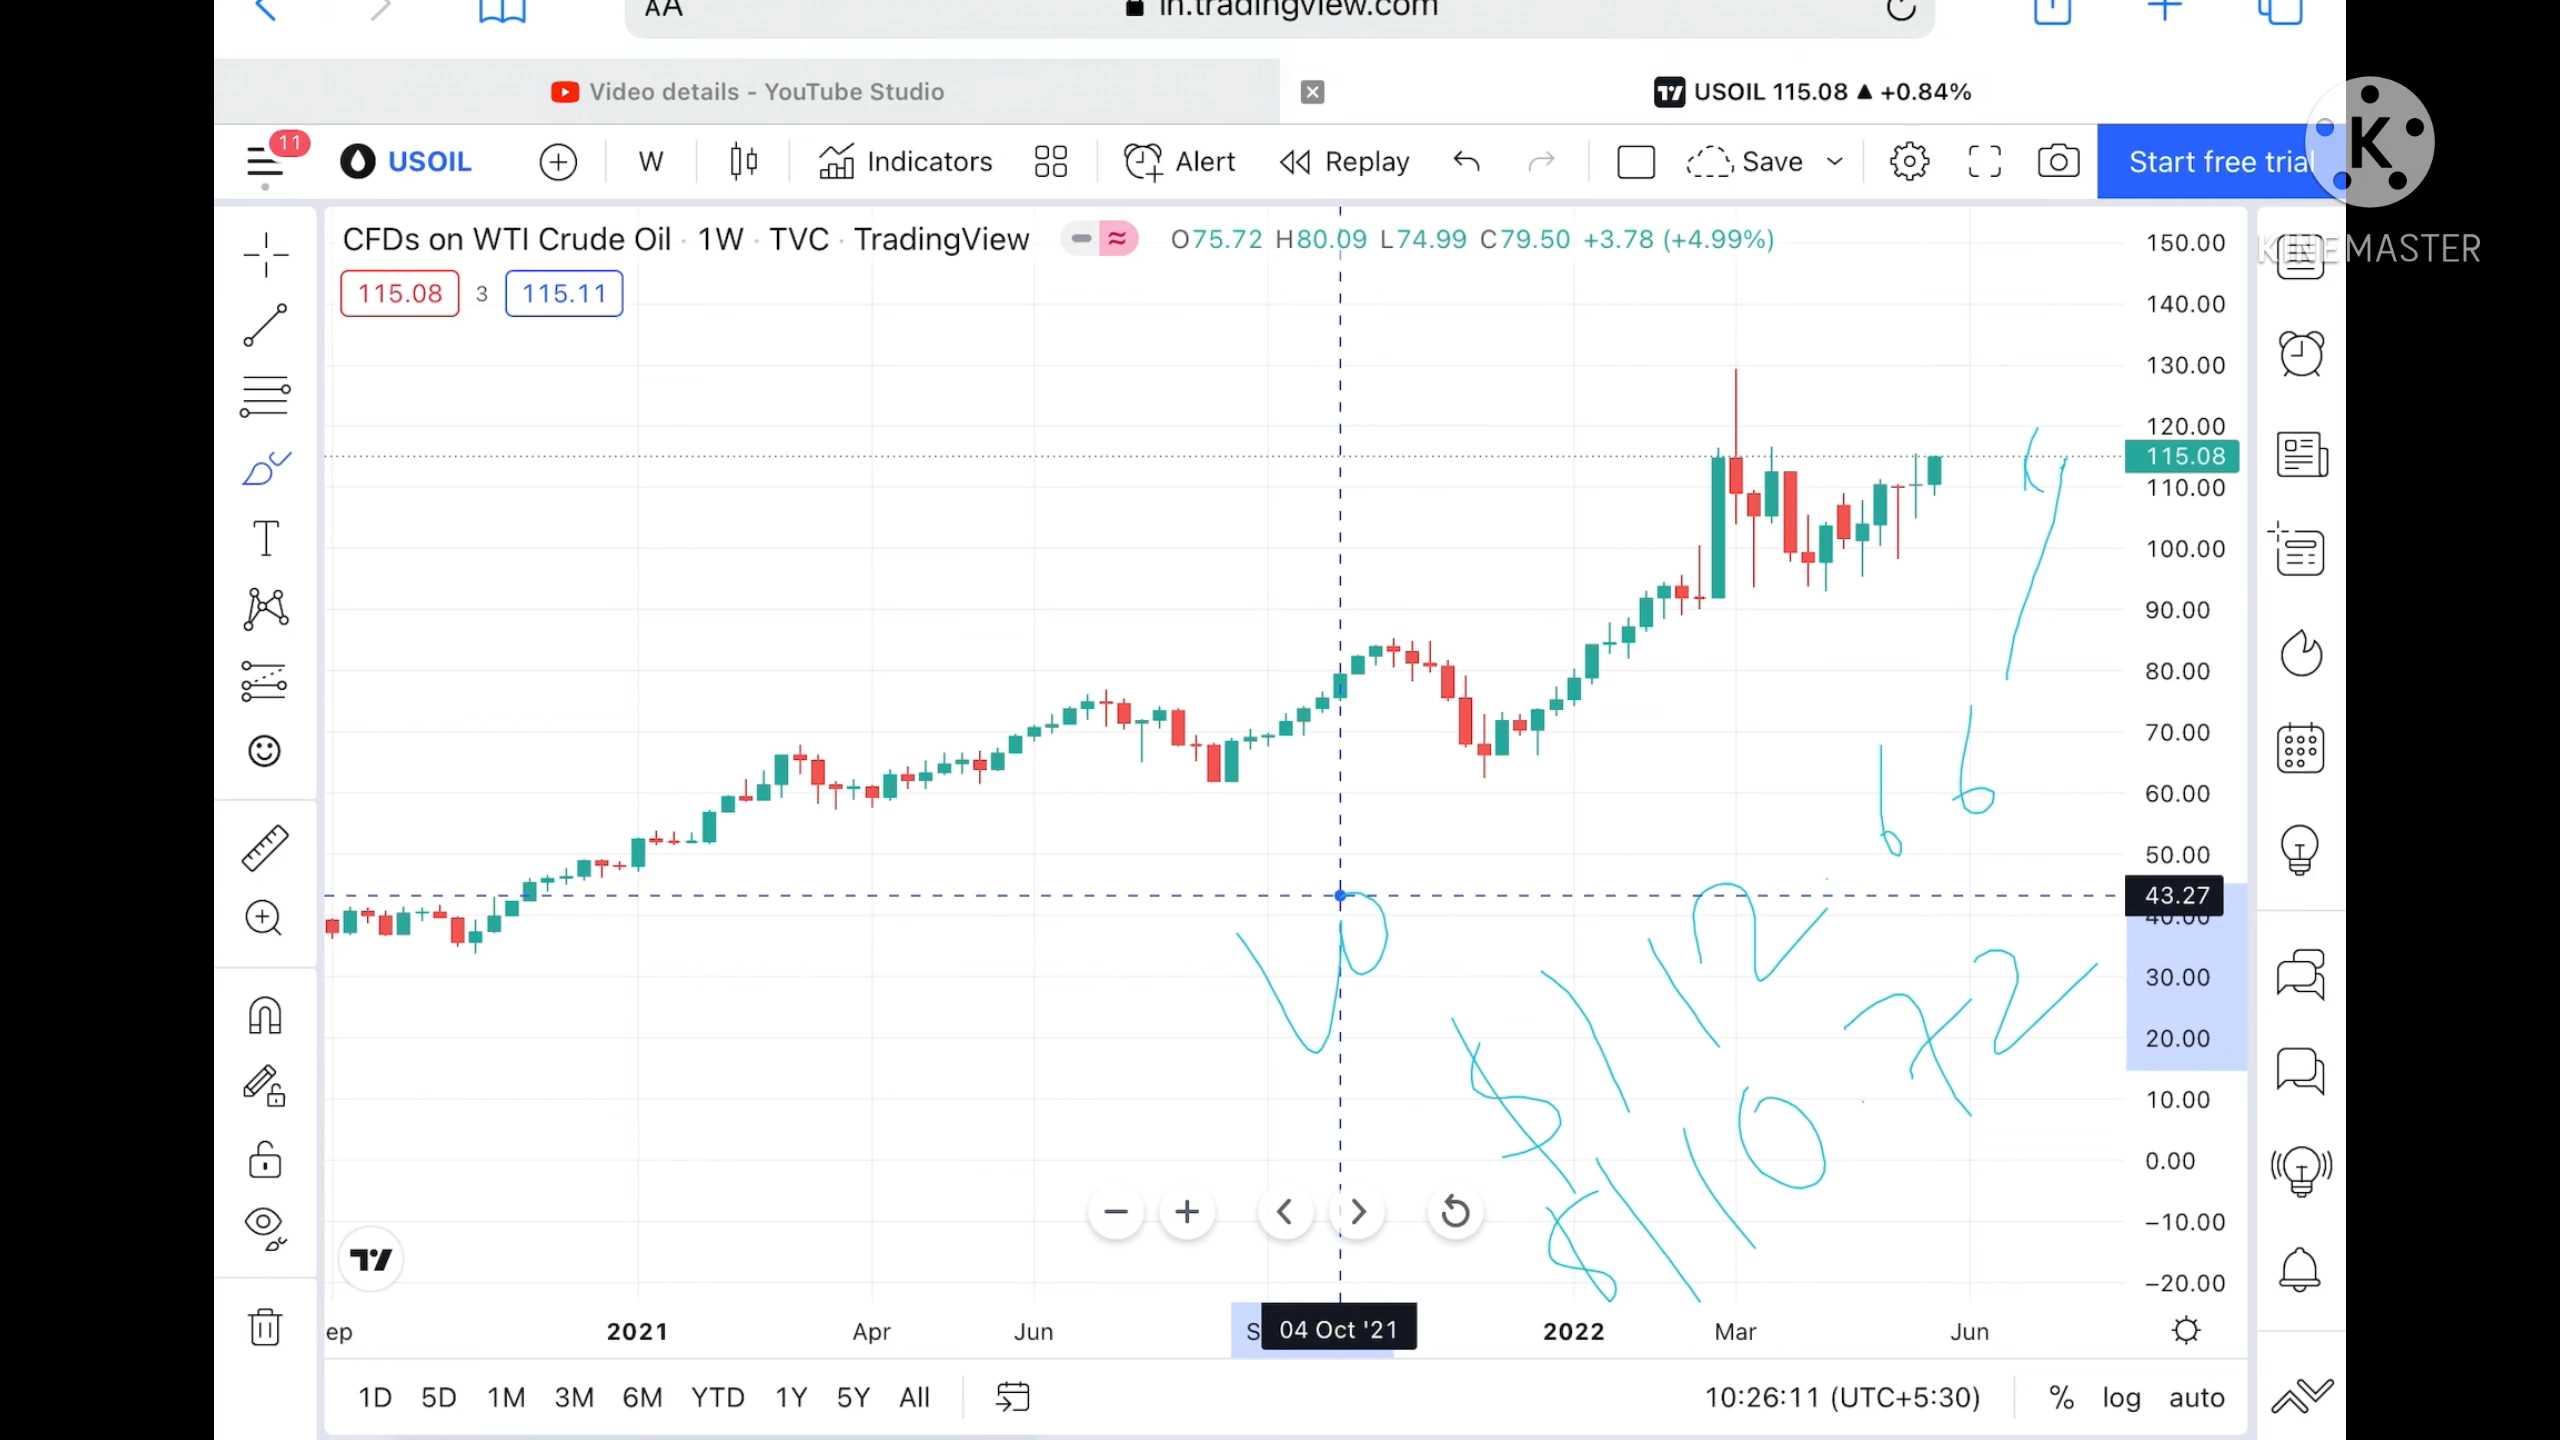 AA in.tradingview.com
Video details - YouTube Studio
USOIL 115.08 ▲ +0.84%
11
USOIL W Indicators Alert Replay Save Start free trial
K
KINEMASTER
CFDs on WTI Crude Oil · 1W · TVC · TradingView O75.72 H80.09 L74.99 C79.50 +3.78 (+4.99%)
115.08 3 115.11
150.00
140.00
130.00
120.00
115.08
110.00
100.00
90.00
80.00
70.00
60.00
50.00
43.27
40.00
30.00
20.00
10.00
0.00
−10.00
−20.00
$112
$110.72
ep 2021 Apr Jun S 04 Oct '21 2022 Mar Jun
1D 5D 1M 3M 6M YTD 1Y 5Y All
10:26:11 (UTC+5:30) % log auto